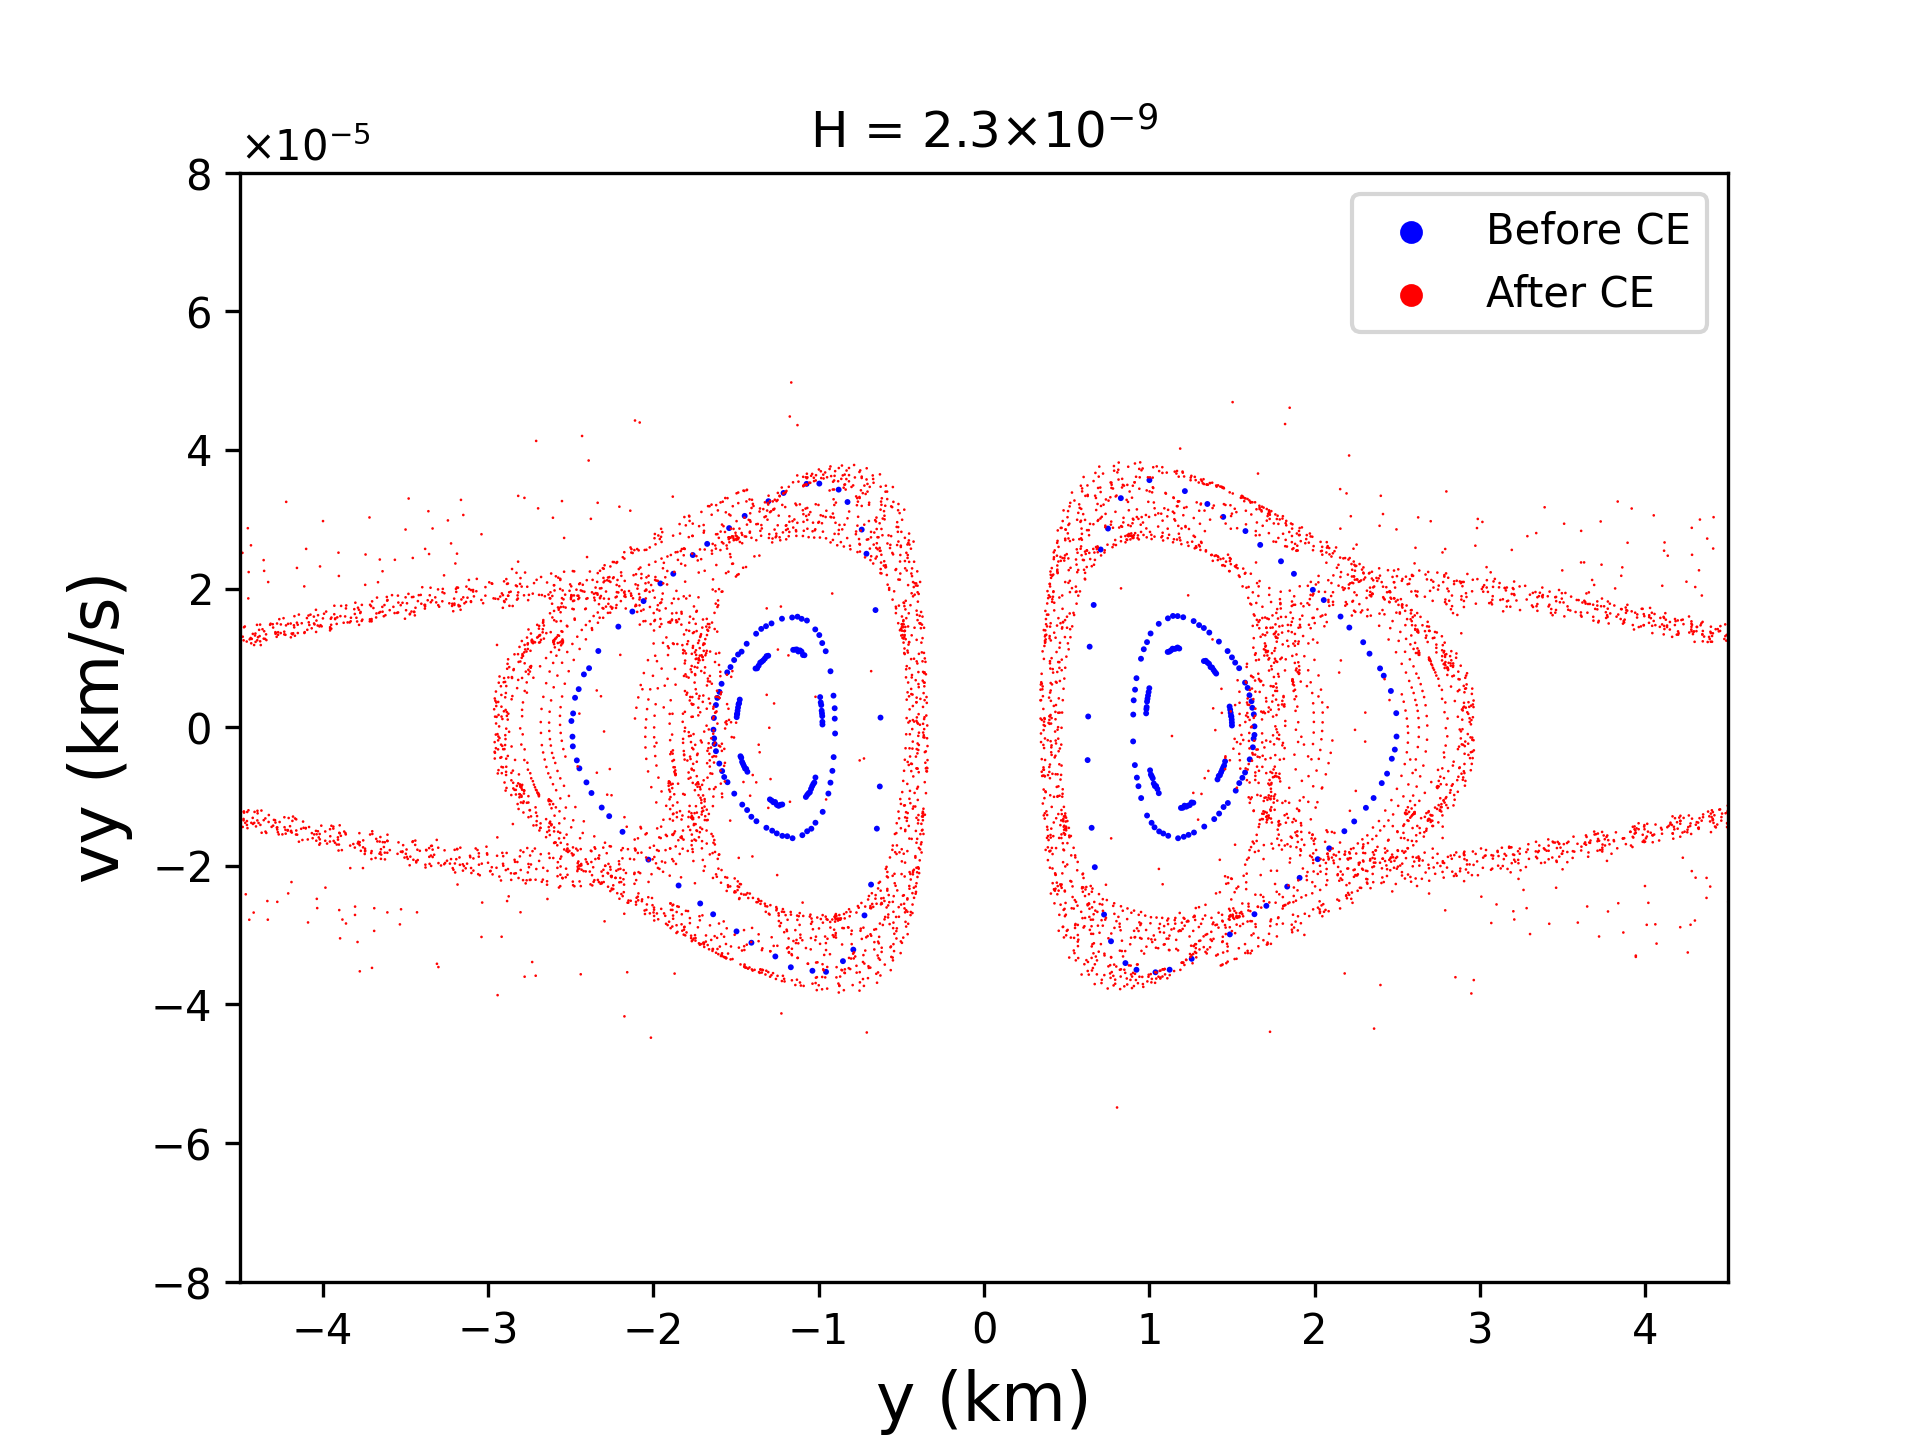 H = 2.3×10⁻⁹
×10⁻⁵
Before CE
After CE
8
6
4
2
0
−2
−4
−6
−8
vy (km/s)
−4 −3 −2 −1 0 1 2 3 4
y (km)